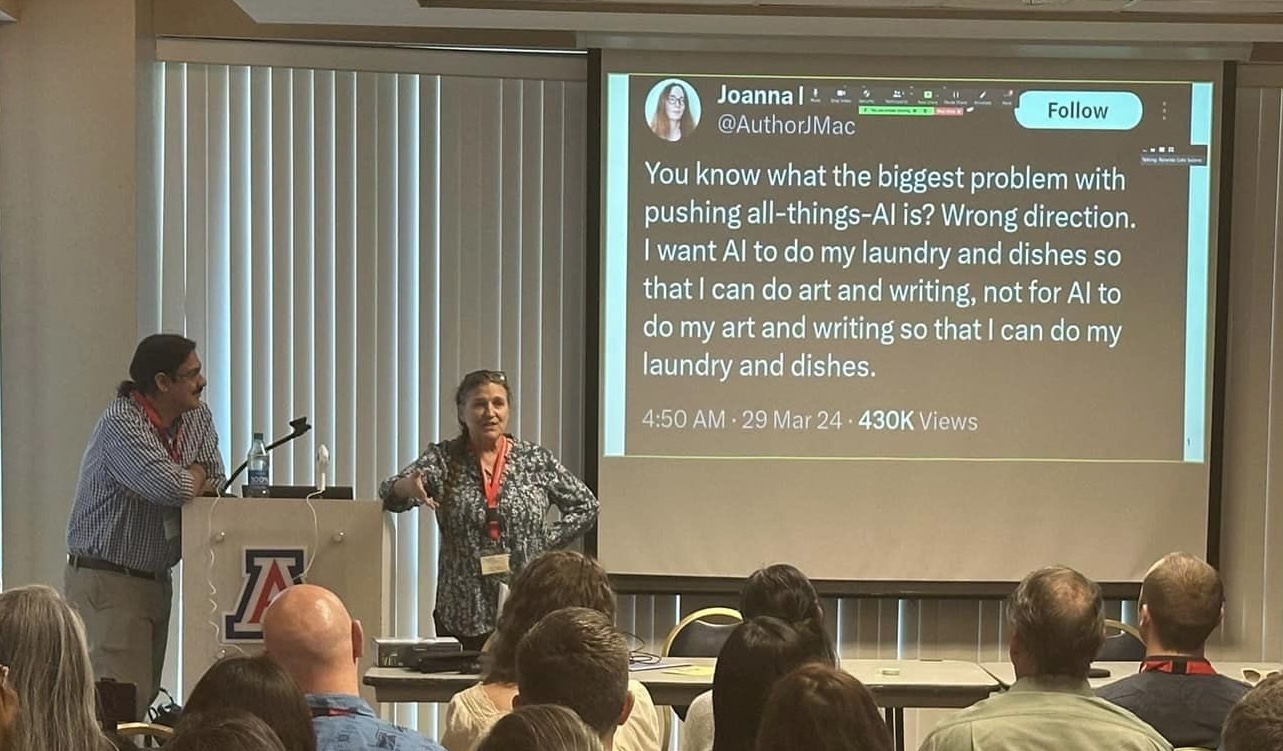 Joanna
@AuthorJMac
Follow
You know what the biggest problem with
pushing all-things-AI is? Wrong direction.
I want AI to do my laundry and dishes so
that I can do art and writing, not for AI to
do my art and writing so that I can do my
laundry and dishes.
4:50 AM · 29 Mar 24 · 430K Views
1
A